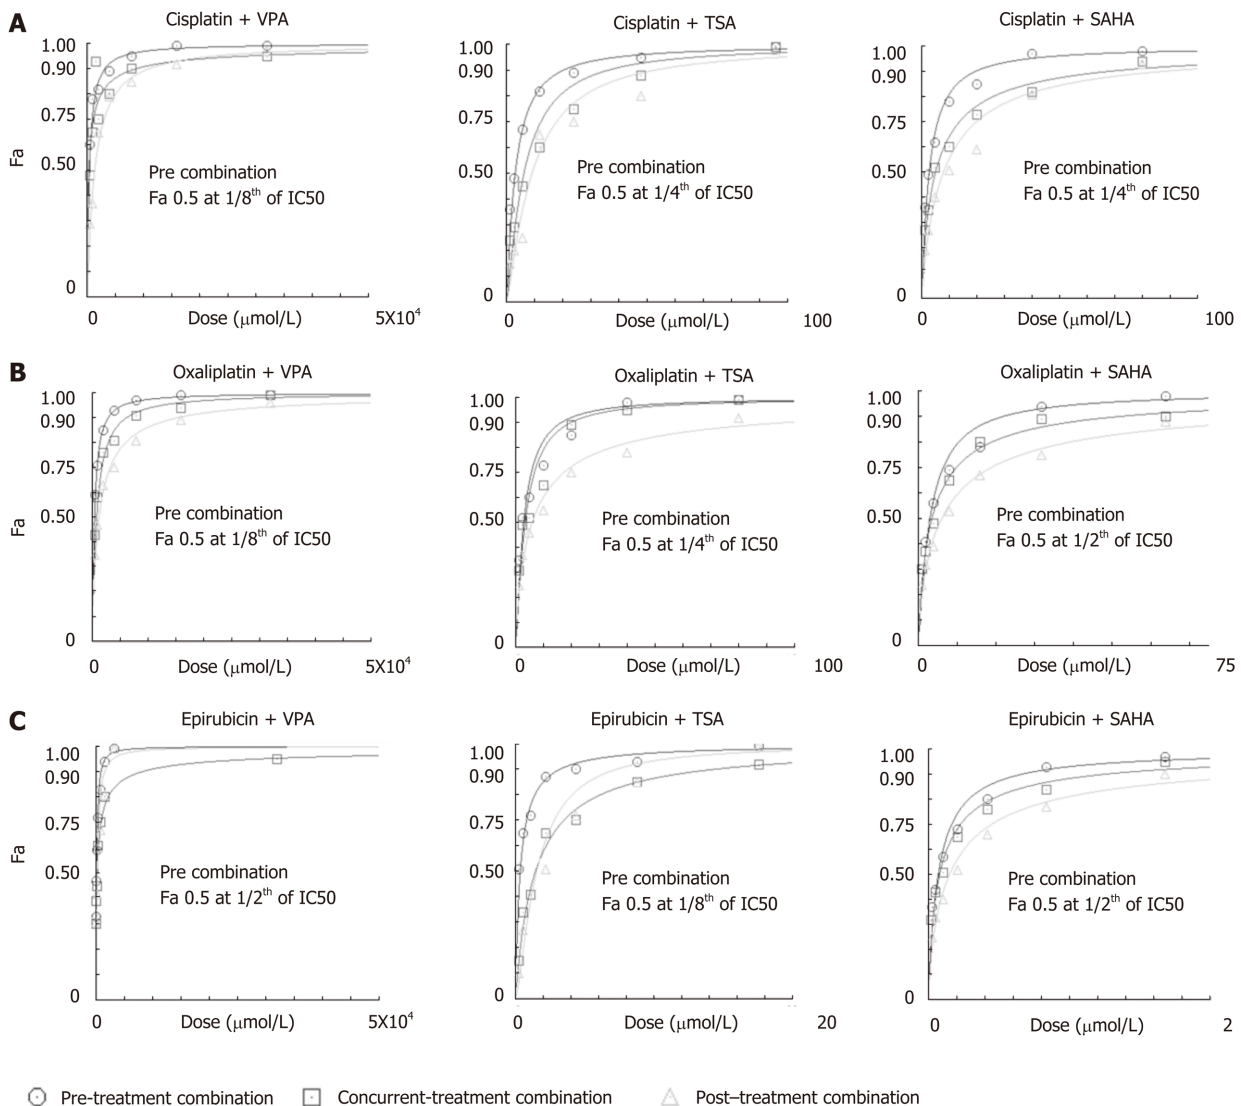 A
Cisplatin + VPA
1.00
0.90
0.75
0.50
0
Fa
Pre combination
Fa 0.5 at 1/8th of IC50
0
Dose (μmol/L)
5X10⁴
Cisplatin + TSA
1.00
0.90
0.75
0.50
0
Pre combination
Fa 0.5 at 1/4th of IC50
0
Dose (μmol/L)
100
Cisplatin + SAHA
1.00
0.90
0.75
0.50
0
Pre combination
Fa 0.5 at 1/4th of IC50
0
Dose (μmol/L)
100
B
Oxaliplatin + VPA
1.00
0.90
0.75
0.50
0
Fa
Pre combination
Fa 0.5 at 1/8th of IC50
0
Dose (μmol/L)
5X10⁴
Oxaliplatin + TSA
1.00
0.90
0.75
0.50
0
Pre combination
Fa 0.5 at 1/4th of IC50
0
Dose (μmol/L)
100
Oxaliplatin + SAHA
1.00
0.90
0.75
0.50
0
Pre combination
Fa 0.5 at 1/2th of IC50
0
Dose (μmol/L)
75
C
Epirubicin + VPA
1.00
0.90
0.75
0.50
0
Fa
Pre combination
Fa 0.5 at 1/2th of IC50
0
Dose (μmol/L)
5X10⁴
Epirubicin + TSA
1.00
0.90
0.75
0.50
0
Pre combination
Fa 0.5 at 1/8th of IC50
0
Dose (μmol/L)
20
Epirubicin + SAHA
1.00
0.90
0.75
0.50
0
Pre combination
Fa 0.5 at 1/2th of IC50
0
Dose (μmol/L)
2
Pre-treatment combination
Concurrent-treatment combination
Post–treatment combination